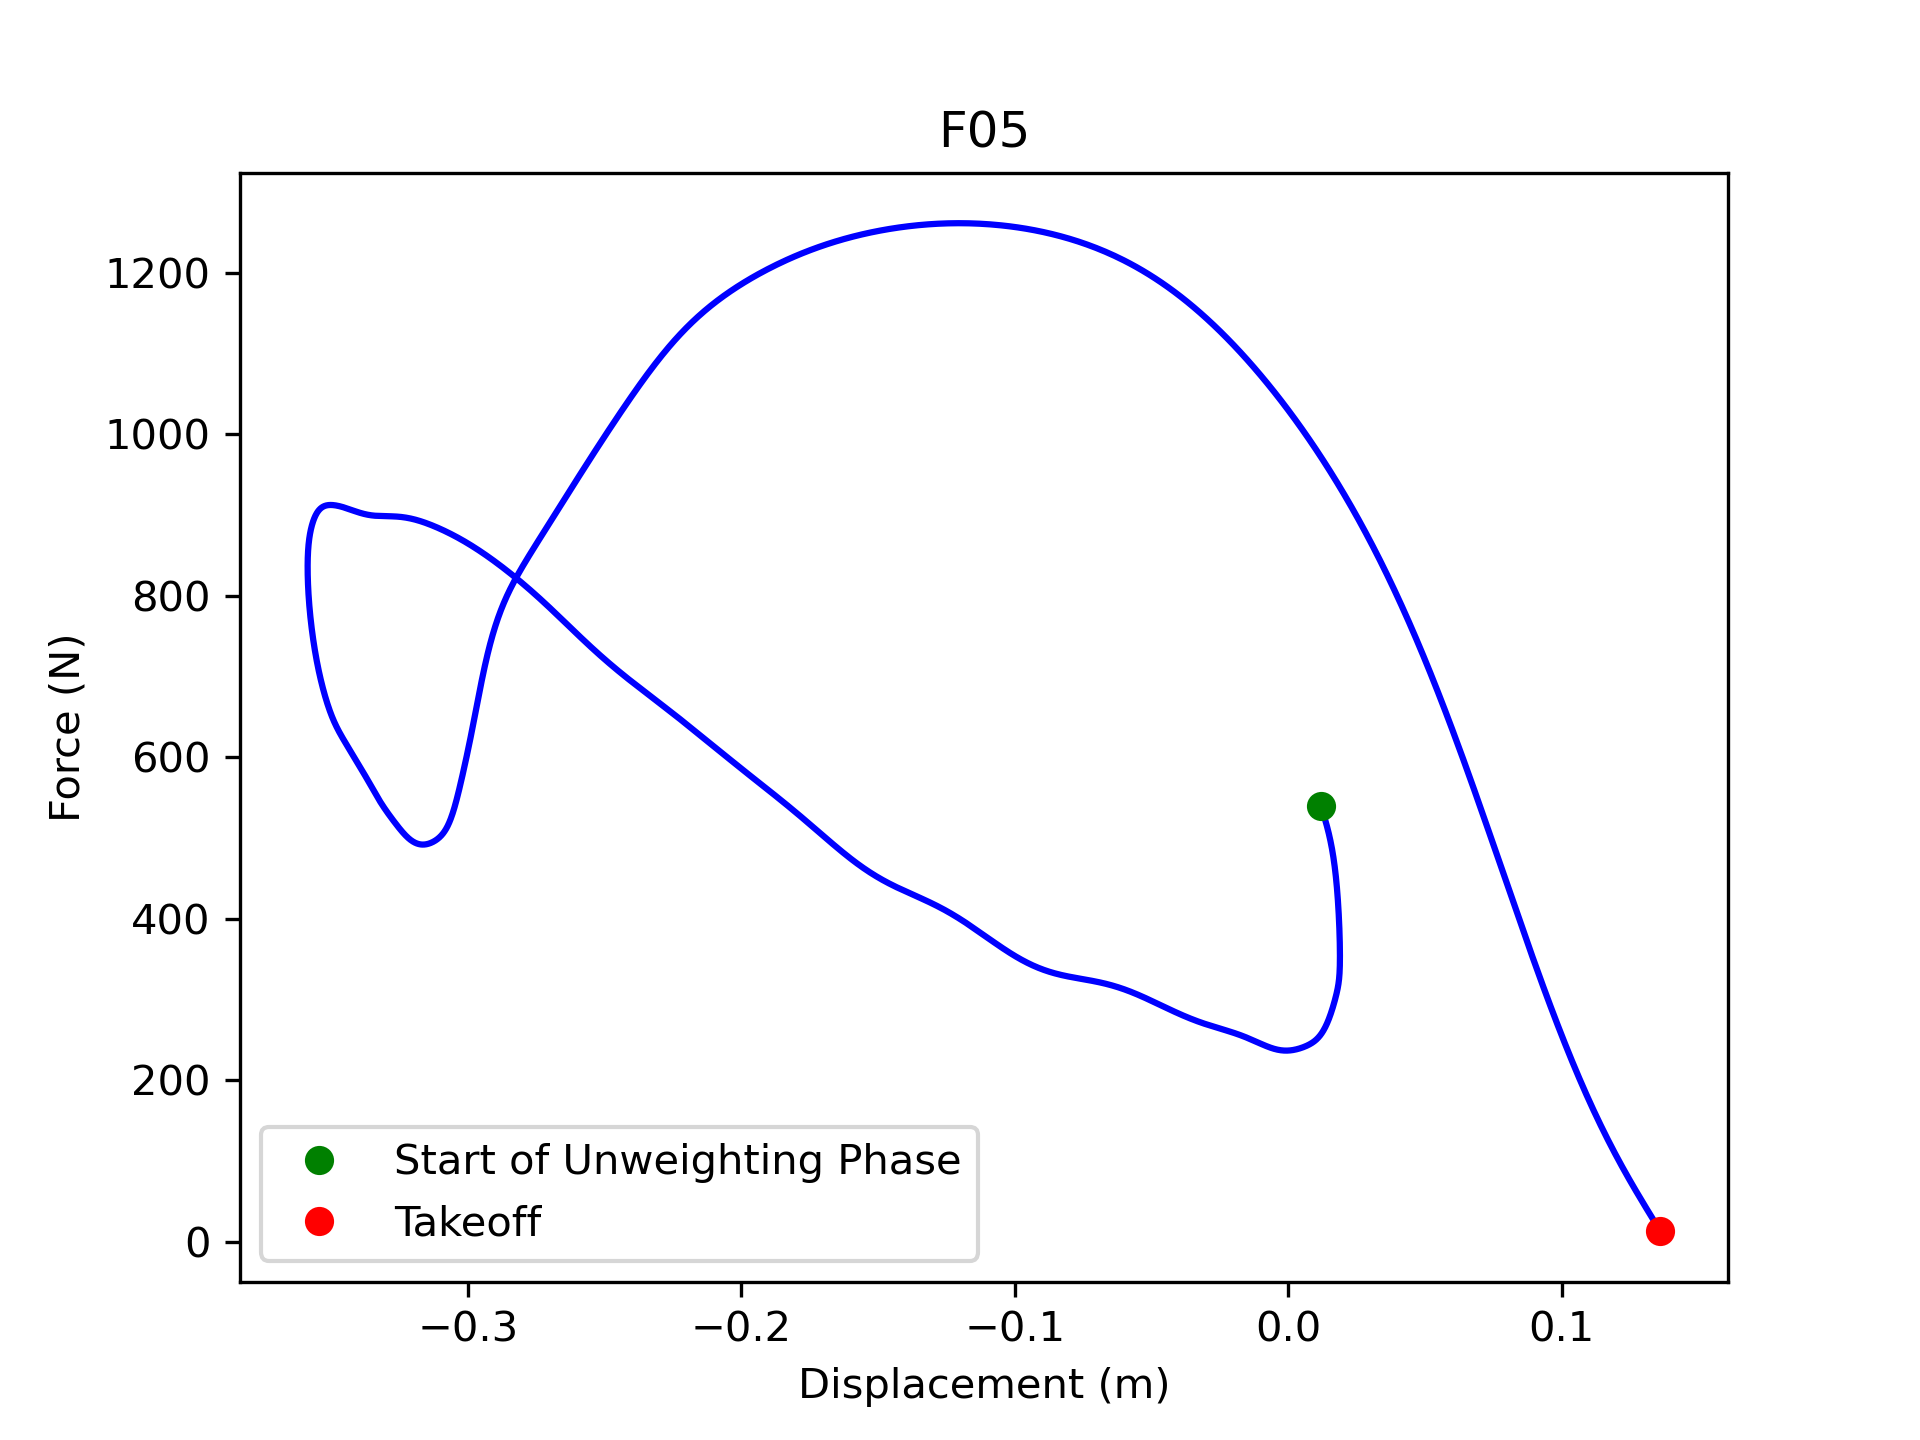 F05
1200
1000
800
600
400
200
0
Force (N)
Start of Unweighting Phase
Takeoff
−0.3 −0.2 −0.1 0.0 0.1
Displacement (m)